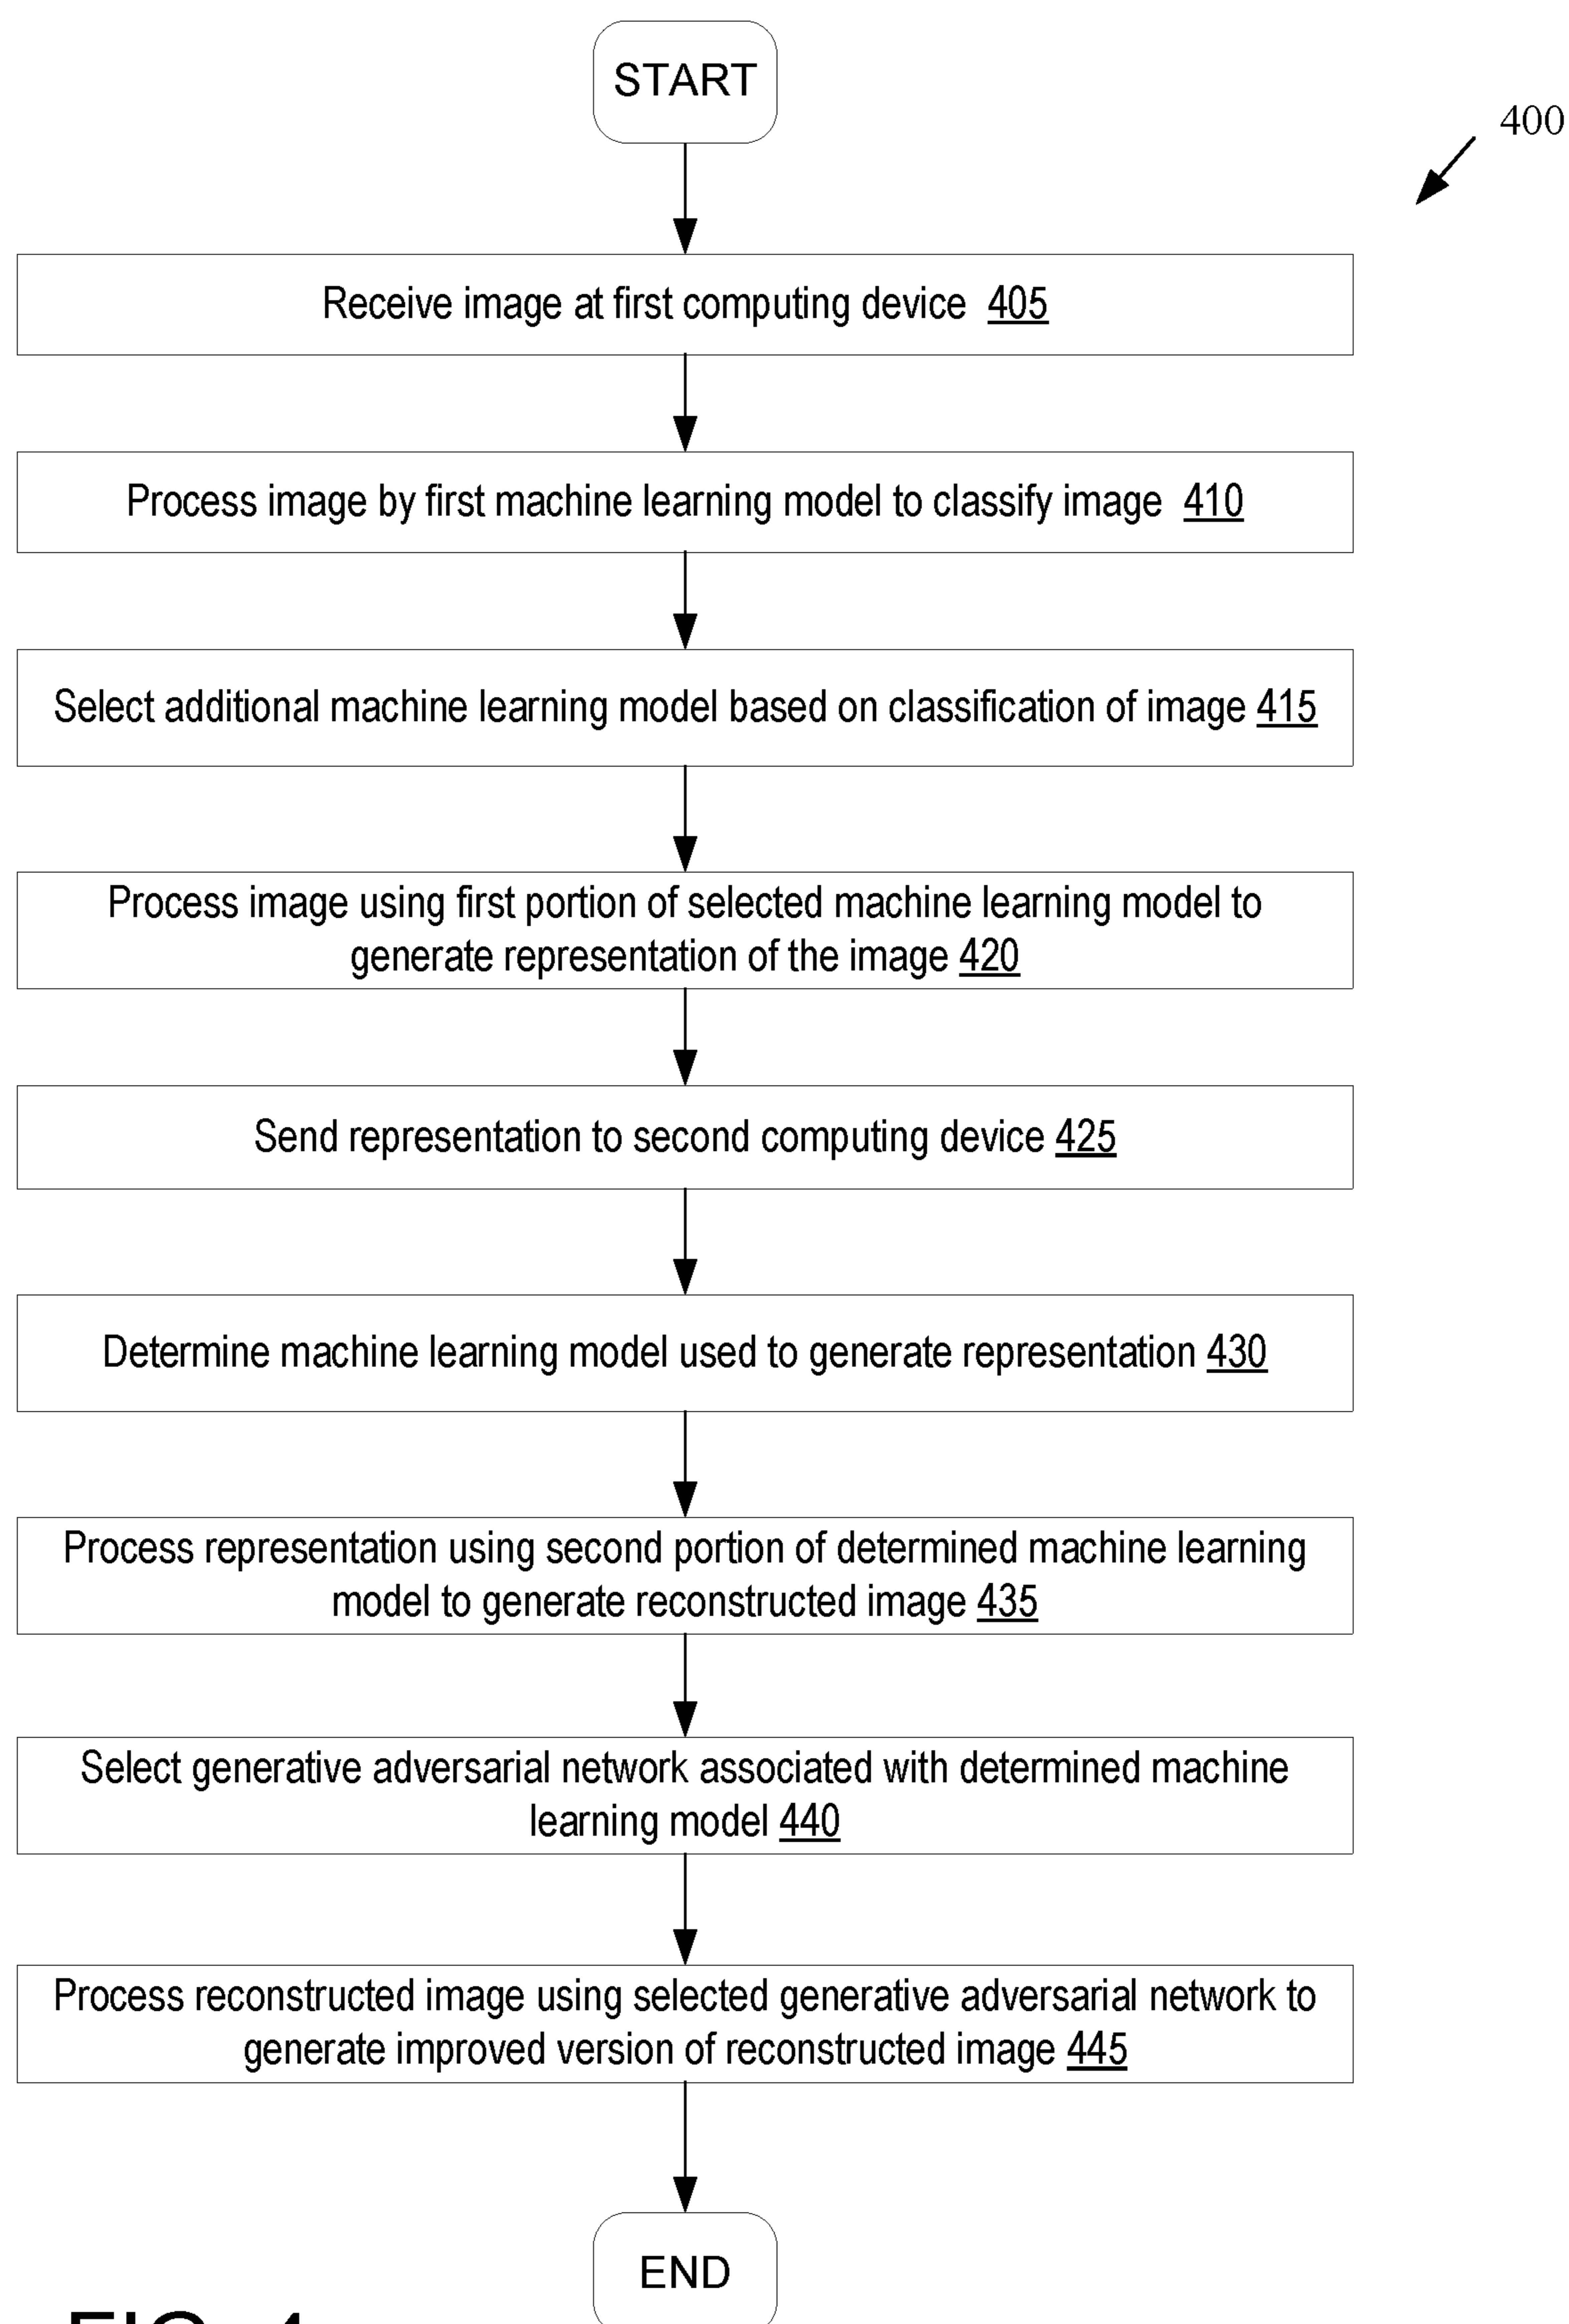 START
400
Receive image at first computing device 405
Process image by first machine learning model to classify image 410
Select additional machine learning model based on classification of image 415
Process image using first portion of selected machine learning model to
generate representation of the image 420
Send representation to second computing device 425
Determine machine learning model used to generate representation 430
Process representation using second portion of determined machine learning
model to generate reconstructed image 435
Select generative adversarial network associated with determined machine
learning model 440
Process reconstructed image using selected generative adversarial network to
generate improved version of reconstructed image 445
END